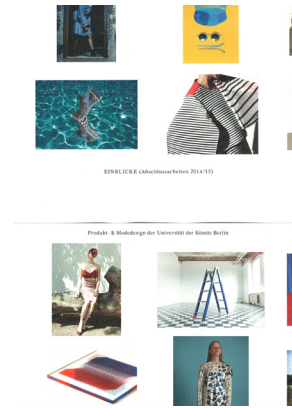 EINBLICKE (Abschlussarbeiten 2014/15)
Produkt- & Modedesign der Universität der Künste Berlin